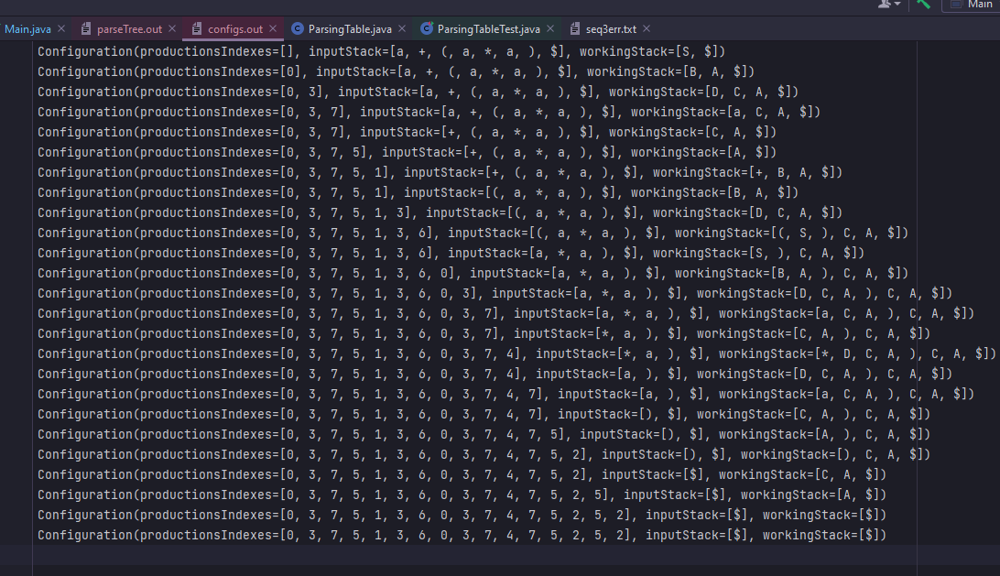 Main
Main.java × parseTree.out × configs.out × ParsingTable.java × ParsingTableTest.java × seq3err.txt ×
Configuration(productionsIndexes=[], inputStack=[a, +, (, a, *, a, ), $], workingStack=[S, $])
Configuration(productionsIndexes=[0], inputStack=[a, +, (, a, *, a, ), $], workingStack=[B, A, $])
Configuration(productionsIndexes=[0, 3], inputStack=[a, +, (, a, *, a, ), $], workingStack=[D, C, A, $])
Configuration(productionsIndexes=[0, 3, 7], inputStack=[a, +, (, a, *, a, ), $], workingStack=[a, C, A, $])
Configuration(productionsIndexes=[0, 3, 7], inputStack=[+, (, a, *, a, ), $], workingStack=[C, A, $])
Configuration(productionsIndexes=[0, 3, 7, 5], inputStack=[+, (, a, *, a, ), $], workingStack=[A, $])
Configuration(productionsIndexes=[0, 3, 7, 5, 1], inputStack=[+, (, a, *, a, ), $], workingStack=[+, B, A, $])
Configuration(productionsIndexes=[0, 3, 7, 5, 1], inputStack=[(, a, *, a, ), $], workingStack=[B, A, $])
Configuration(productionsIndexes=[0, 3, 7, 5, 1, 3], inputStack=[(, a, *, a, ), $], workingStack=[D, C, A, $])
Configuration(productionsIndexes=[0, 3, 7, 5, 1, 3, 6], inputStack=[(, a, *, a, ), $], workingStack=[(, S, ), C, A, $])
Configuration(productionsIndexes=[0, 3, 7, 5, 1, 3, 6], inputStack=[a, *, a, ), $], workingStack=[S, ), C, A, $])
Configuration(productionsIndexes=[0, 3, 7, 5, 1, 3, 6, 0], inputStack=[a, *, a, ), $], workingStack=[B, A, ), C, A, $])
Configuration(productionsIndexes=[0, 3, 7, 5, 1, 3, 6, 0, 3], inputStack=[a, *, a, ), $], workingStack=[D, C, A, ), C, A, $])
Configuration(productionsIndexes=[0, 3, 7, 5, 1, 3, 6, 0, 3, 7], inputStack=[a, *, a, ), $], workingStack=[a, C, A, ), C, A, $])
Configuration(productionsIndexes=[0, 3, 7, 5, 1, 3, 6, 0, 3, 7], inputStack=[*, a, ), $], workingStack=[C, A, ), C, A, $])
Configuration(productionsIndexes=[0, 3, 7, 5, 1, 3, 6, 0, 3, 7, 4], inputStack=[*, a, ), $], workingStack=[*, D, C, A, ), C, A, $])
Configuration(productionsIndexes=[0, 3, 7, 5, 1, 3, 6, 0, 3, 7, 4], inputStack=[a, ), $], workingStack=[D, C, A, ), C, A, $])
Configuration(productionsIndexes=[0, 3, 7, 5, 1, 3, 6, 0, 3, 7, 4, 7], inputStack=[a, ), $], workingStack=[a, C, A, ), C, A, $])
Configuration(productionsIndexes=[0, 3, 7, 5, 1, 3, 6, 0, 3, 7, 4, 7], inputStack=[), $], workingStack=[C, A, ), C, A, $])
Configuration(productionsIndexes=[0, 3, 7, 5, 1, 3, 6, 0, 3, 7, 4, 7, 5], inputStack=[), $], workingStack=[A, ), C, A, $])
Configuration(productionsIndexes=[0, 3, 7, 5, 1, 3, 6, 0, 3, 7, 4, 7, 5, 2], inputStack=[), $], workingStack=[), C, A, $])
Configuration(productionsIndexes=[0, 3, 7, 5, 1, 3, 6, 0, 3, 7, 4, 7, 5, 2], inputStack=[$], workingStack=[C, A, $])
Configuration(productionsIndexes=[0, 3, 7, 5, 1, 3, 6, 0, 3, 7, 4, 7, 5, 2, 5], inputStack=[$], workingStack=[A, $])
Configuration(productionsIndexes=[0, 3, 7, 5, 1, 3, 6, 0, 3, 7, 4, 7, 5, 2, 5, 2], inputStack=[$], workingStack=[$])
Configuration(productionsIndexes=[0, 3, 7, 5, 1, 3, 6, 0, 3, 7, 4, 7, 5, 2, 5, 2], inputStack=[$], workingStack=[$])